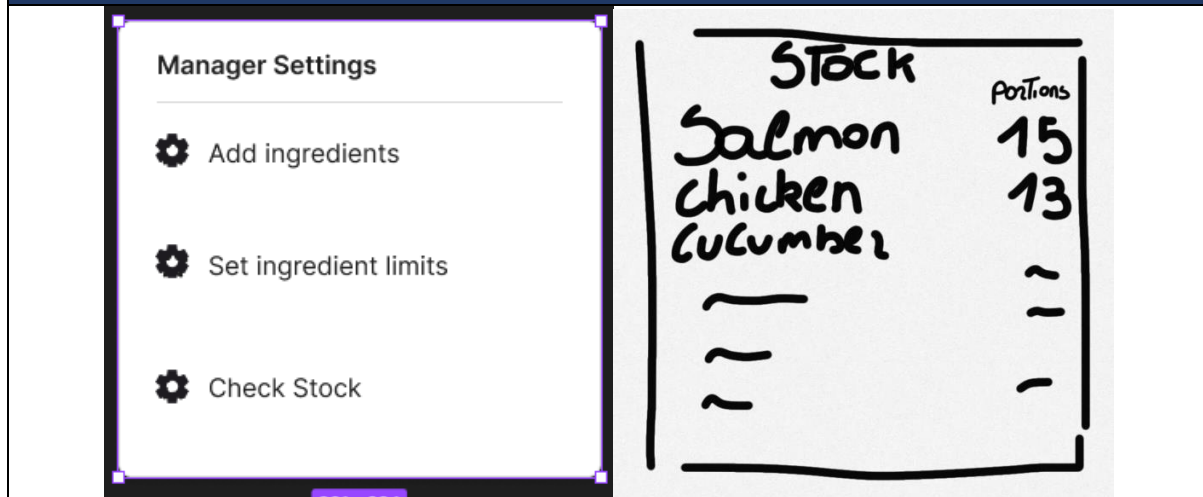 Manager Settings
Add ingredients
Set ingredient limits
Check Stock
STOCK
Portions
Salmon 15
Chicken 13
Cucumber